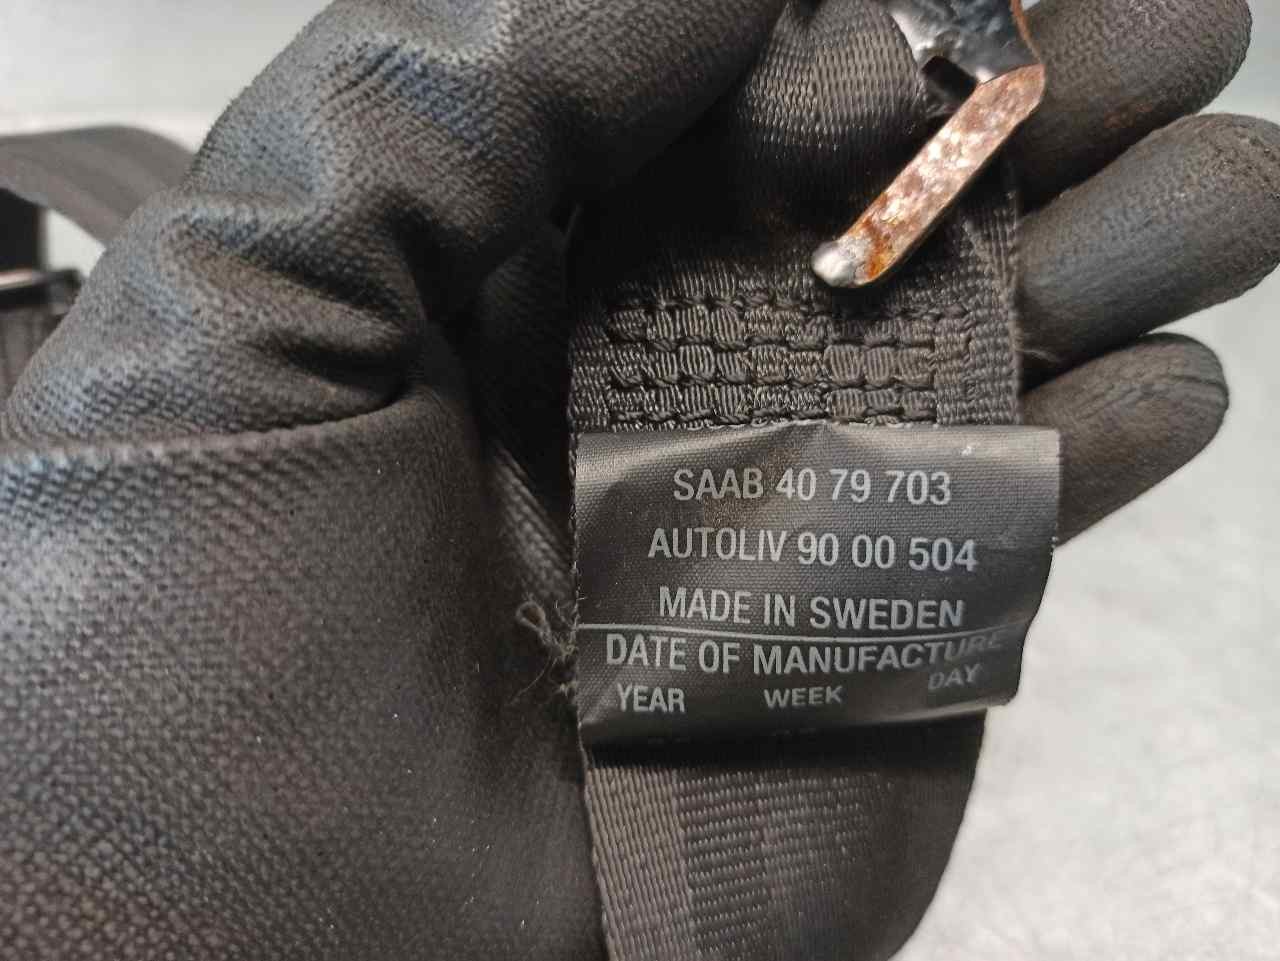 SAAB 40 79 703
AUTOLIV 90 00 504
MADE IN SWEDEN
DATE OF MANUFACTURE
YEAR WEEK DAY